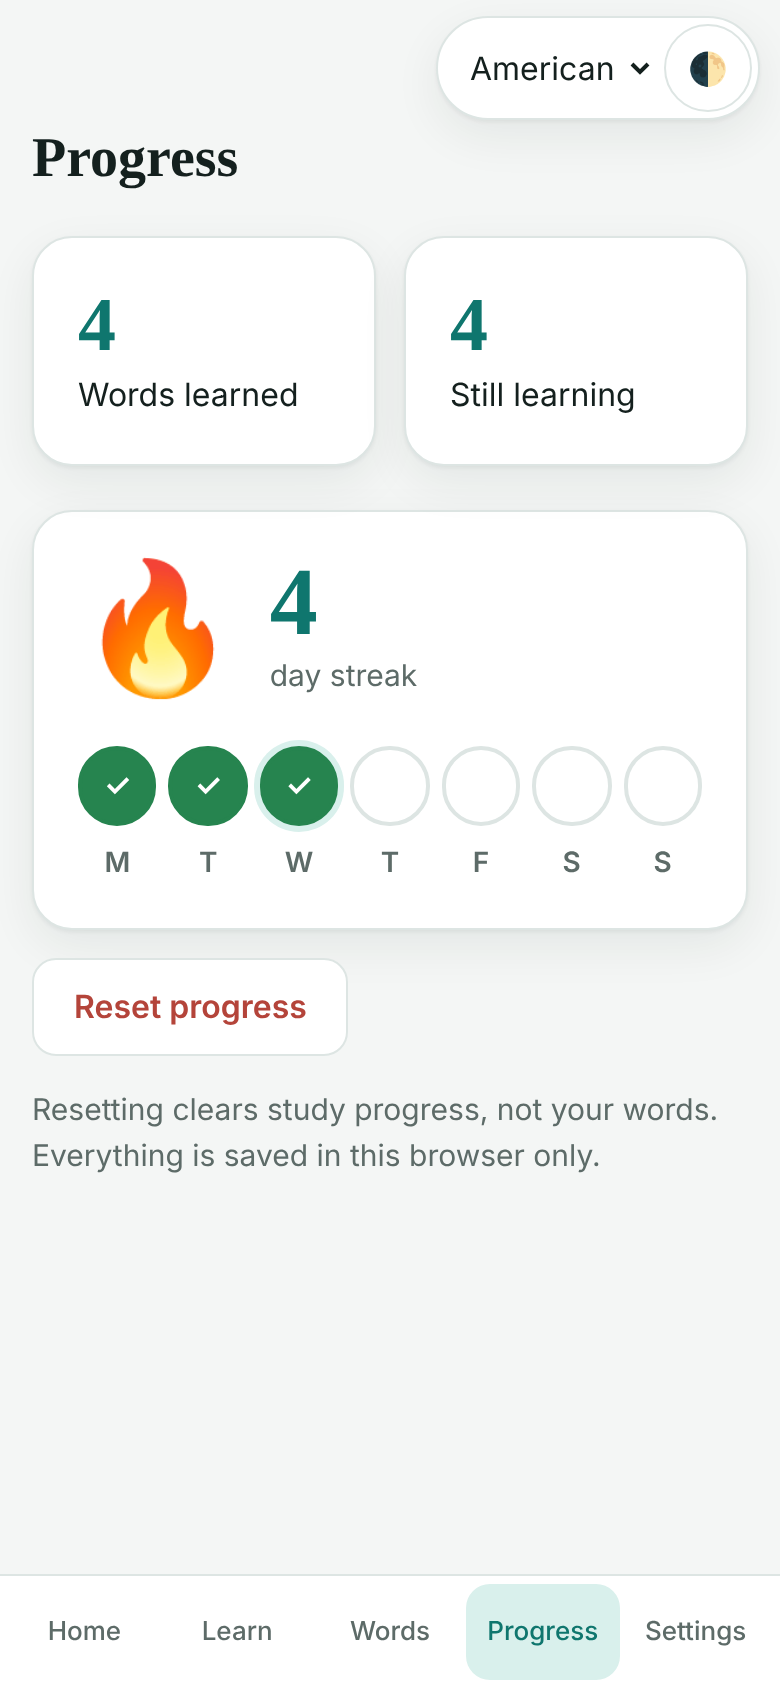 American
Progress
4
Words learned
4
Still learning
4
day streak
M T W T F S S
Reset progress
Resetting clears study progress, not your words.
Everything is saved in this browser only.
Home Learn Words Progress Settings